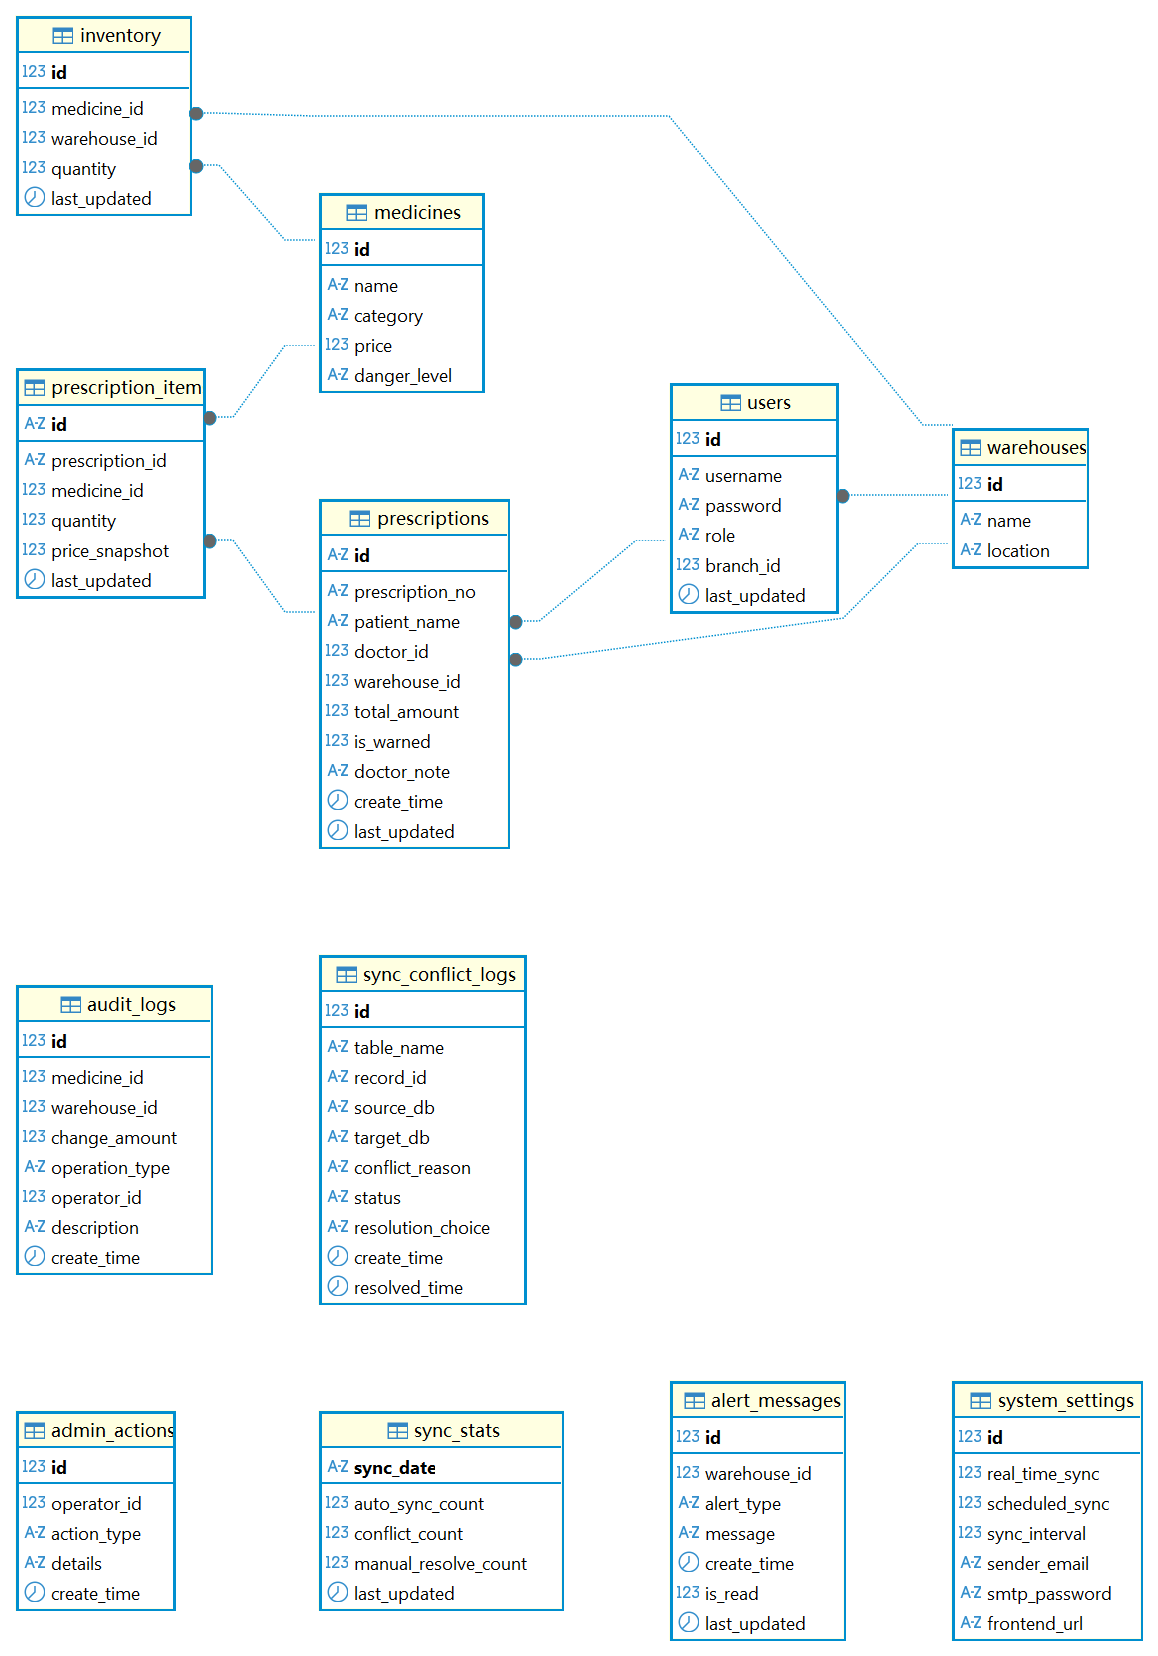 inventory
123 id
123 medicine_id
123 warehouse_id
123 quantity
last_updated
medicines
123 id
A-Z name
A-Z category
123 price
A-Z danger_level
prescription_item
A-Z id
A-Z prescription_id
123 medicine_id
123 quantity
123 price_snapshot
last_updated
prescriptions
A-Z id
A-Z prescription_no
A-Z patient_name
123 doctor_id
123 warehouse_id
123 total_amount
123 is_warned
A-Z doctor_note
create_time
last_updated
users
123 id
A-Z username
A-Z password
A-Z role
123 branch_id
last_updated
warehouses
123 id
A-Z name
A-Z location
audit_logs
123 id
123 medicine_id
123 warehouse_id
123 change_amount
A-Z operation_type
123 operator_id
A-Z description
create_time
sync_conflict_logs
123 id
A-Z table_name
A-Z record_id
A-Z source_db
A-Z target_db
A-Z conflict_reason
A-Z status
A-Z resolution_choice
create_time
resolved_time
admin_actions
123 id
123 operator_id
A-Z action_type
A-Z details
create_time
sync_stats
A-Z sync_date
123 auto_sync_count
123 conflict_count
123 manual_resolve_count
last_updated
alert_messages
123 id
123 warehouse_id
A-Z alert_type
A-Z message
create_time
123 is_read
last_updated
system_settings
123 id
123 real_time_sync
123 scheduled_sync
123 sync_interval
A-Z sender_email
A-Z smtp_password
A-Z frontend_url